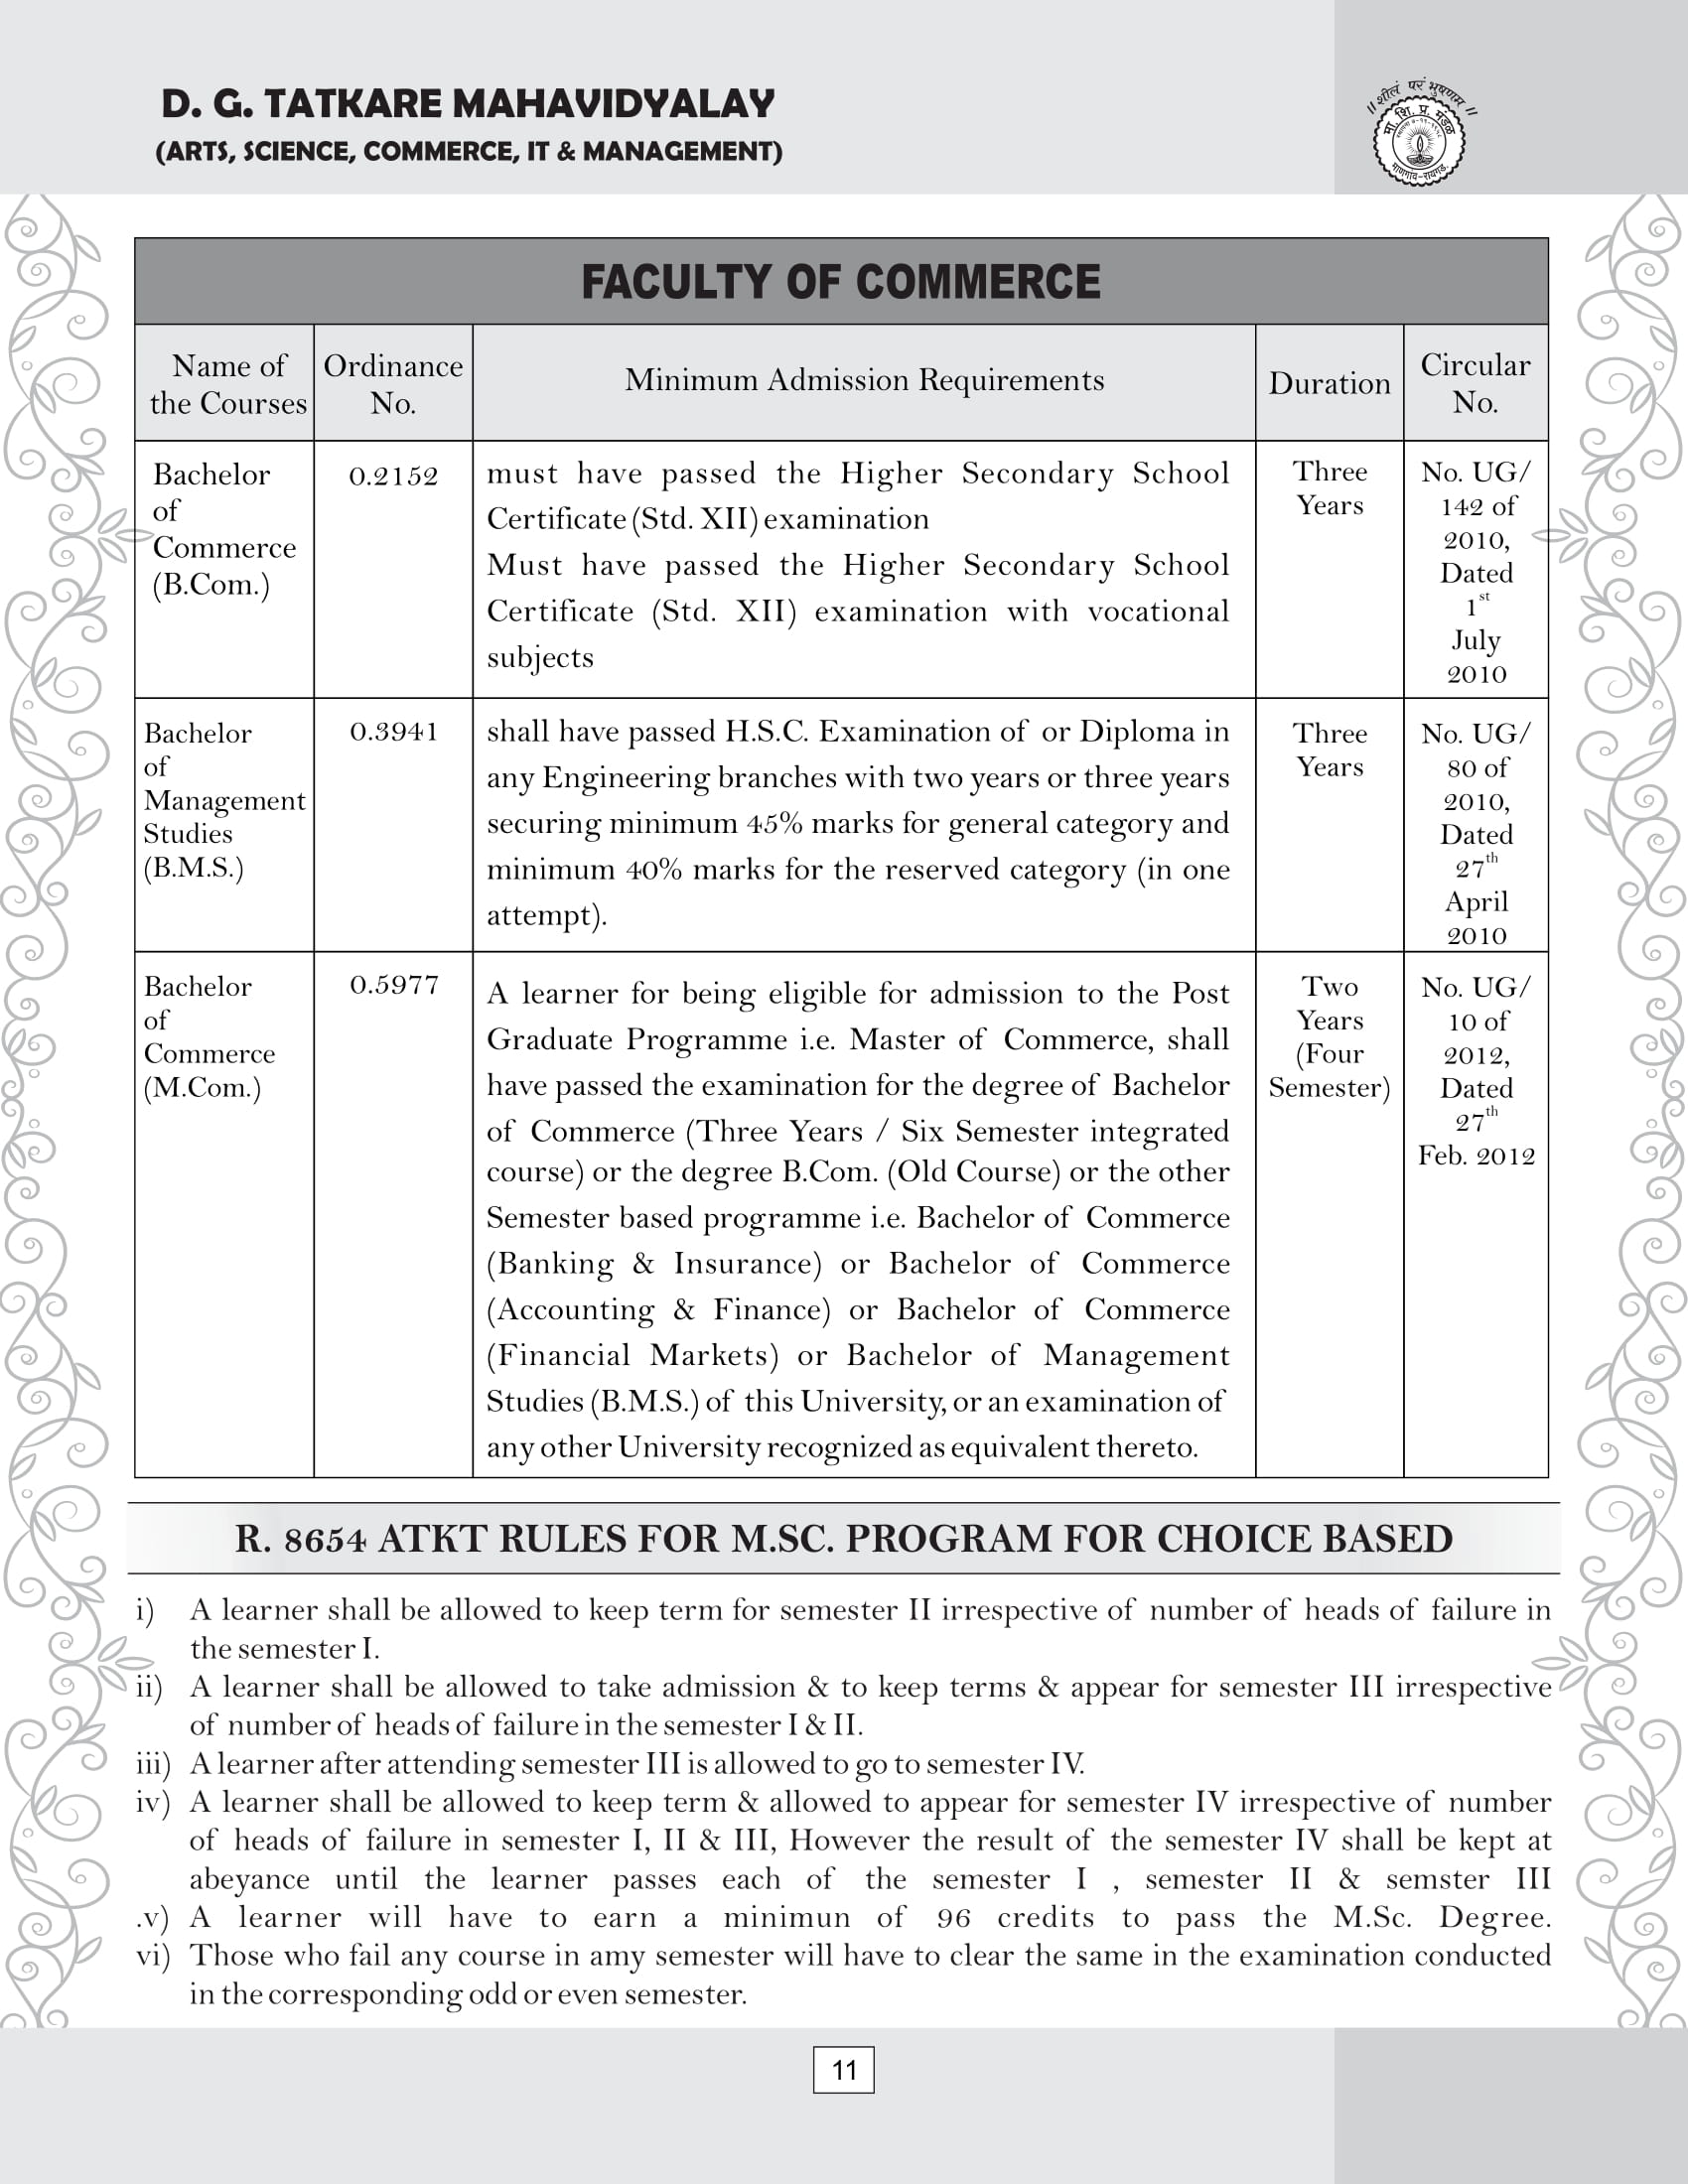 D. G. TATKARE MAHAVIDYALAY
(ARTS, SCIENCE, COMMERCE, IT & MANAGEMENT)
॥ शीलं परं भुषणम ॥
मा. शि. प्र. मंडळ
माणगांव-रायगड.
FACULTY OF COMMERCE
Name of
the Courses
Ordinance
No.
Minimum Admission Requirements
Duration
Circular
No.
Bachelor
of
Commerce
(B.Com.)
0.2152
must have passed the Higher Secondary School
Certificate (Std. XII) examination
Must have passed the Higher Secondary School
Certificate (Std. XII) examination with vocational
subjects
Three
Years
No. UG/
142 of
2010,
Dated
1st
July
2010
Bachelor
of
Management
Studies
(B.M.S.)
0.3941
shall have passed H.S.C. Examination of or Diploma in
any Engineering branches with two years or three years
securing minimum 45% marks for general category and
minimum 40% marks for the reserved category (in one
attempt).
Three
Years
No. UG/
80 of
2010,
Dated
27th
April
2010
Bachelor
of
Commerce
(M.Com.)
0.5977
A learner for being eligible for admission to the Post
Graduate Programme i.e. Master of Commerce, shall
have passed the examination for the degree of Bachelor
of Commerce (Three Years / Six Semester integrated
course) or the degree B.Com. (Old Course) or the other
Semester based programme i.e. Bachelor of Commerce
(Banking & Insurance) or Bachelor of Commerce
(Accounting & Finance) or Bachelor of Commerce
(Financial Markets) or Bachelor of Management
Studies (B.M.S.) of this University, or an examination of
any other University recognized as equivalent thereto.
Two
Years
(Four
Semester)
No. UG/
10 of
2012,
Dated
27th
Feb. 2012
R. 8654 ATKT RULES FOR M.SC. PROGRAM FOR CHOICE BASED
i) A learner shall be allowed to keep term for semester II irrespective of number of heads of failure in
the semester I.
ii) A learner shall be allowed to take admission & to keep terms & appear for semester III irrespective
of number of heads of failure in the semester I & II.
iii) A learner after attending semester III is allowed to go to semester IV.
iv) A learner shall be allowed to keep term & allowed to appear for semester IV irrespective of number
of heads of failure in semester I, II & III, However the result of the semester IV shall be kept at
abeyance until the learner passes each of the semester I , semester II & semster III
.v) A learner will have to earn a minimun of 96 credits to pass the M.Sc. Degree.
vi) Those who fail any course in amy semester will have to clear the same in the examination conducted
in the corresponding odd or even semester.
11